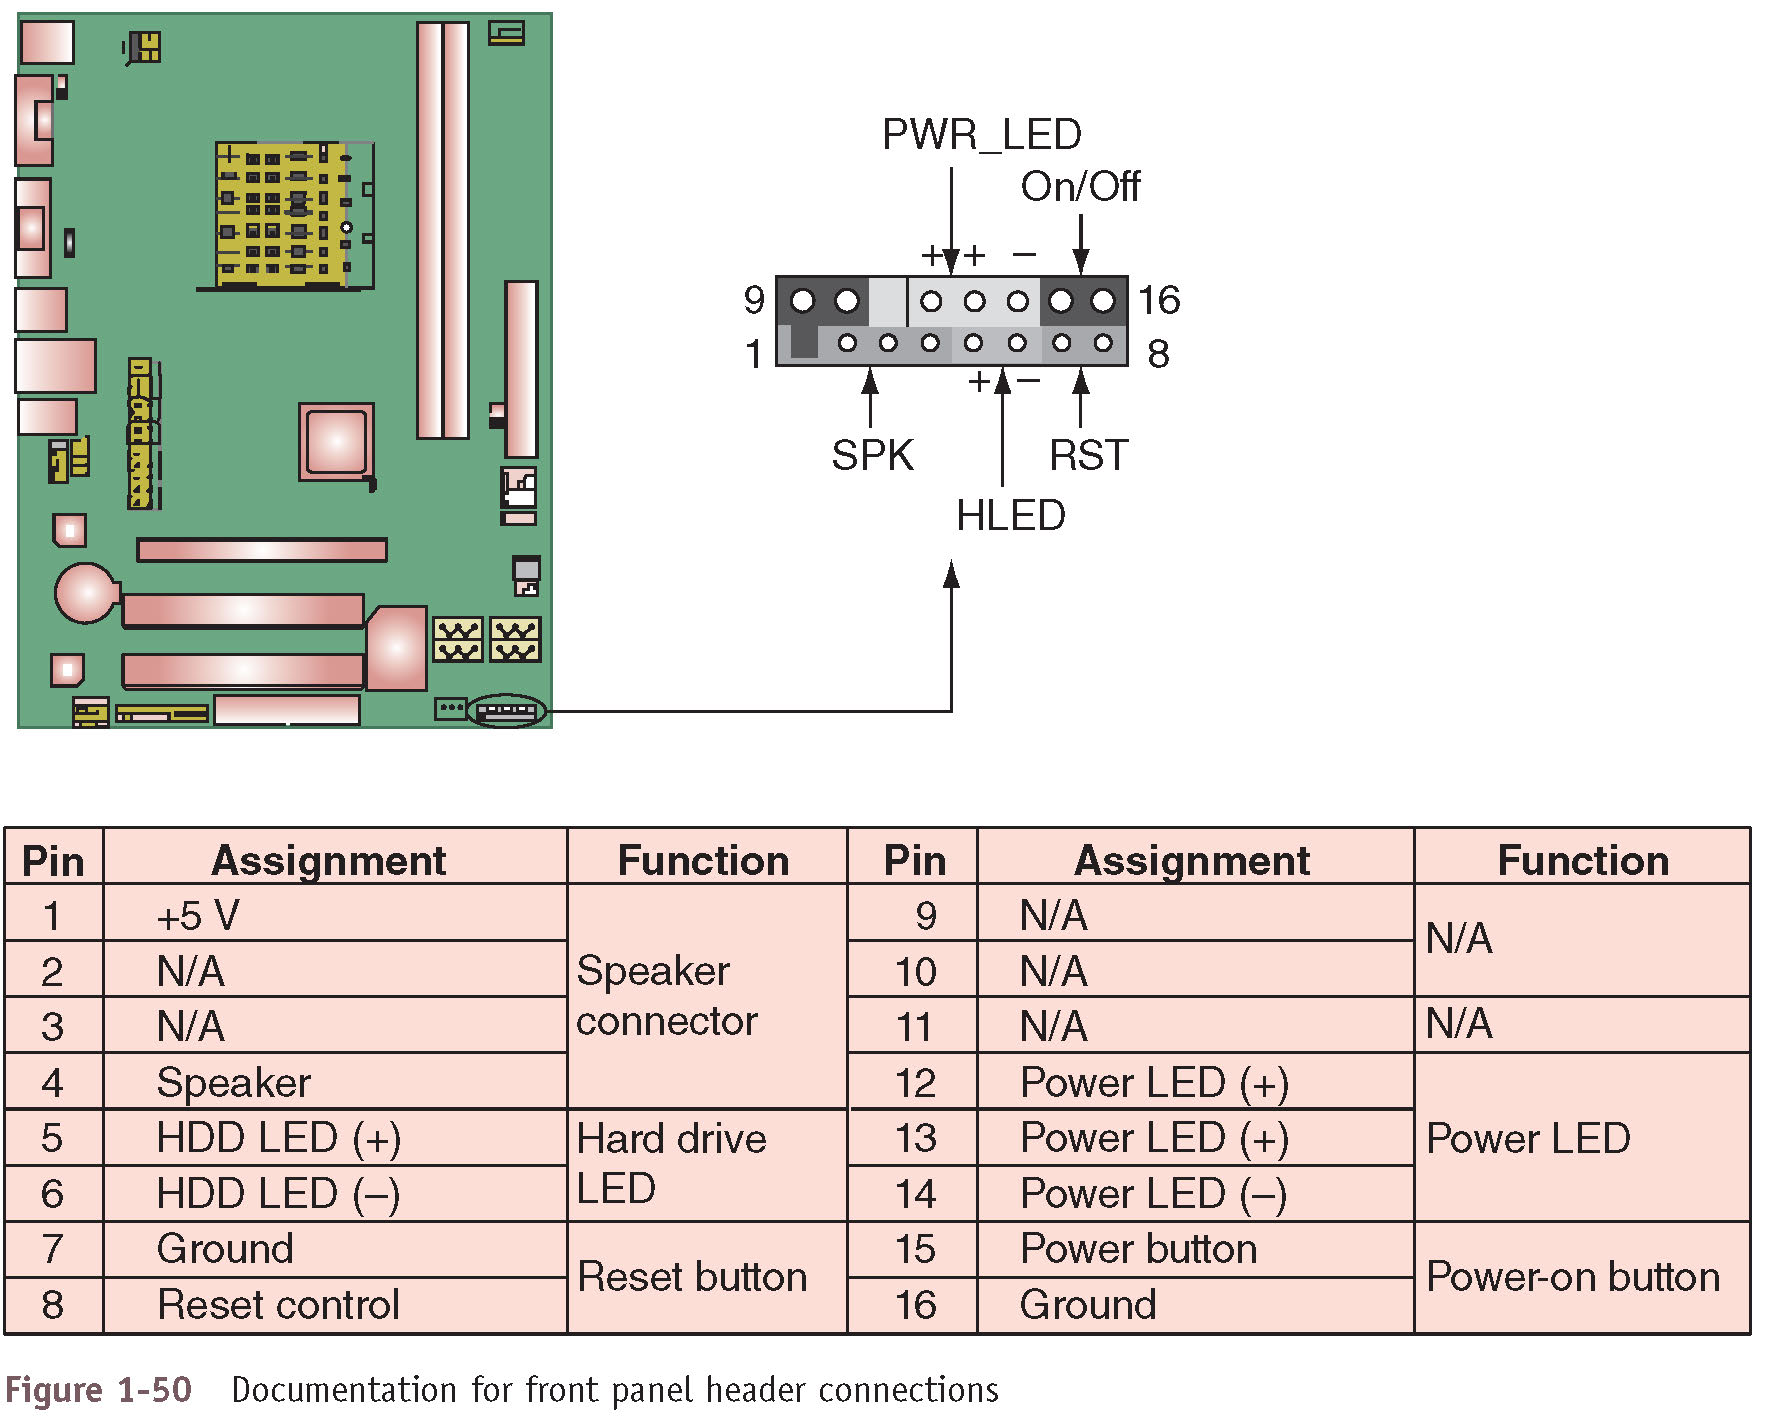 PWR_LED
On/Off
+ + –
9 16
1 8
+ –
SPK RST
HLED
Pin Assignment Function Pin Assignment Function
1 +5 V Speaker connector 9 N/A N/A
2 N/A 10 N/A
3 N/A 11 N/A N/A
4 Speaker 12 Power LED (+) Power LED
5 HDD LED (+) Hard drive LED 13 Power LED (+)
6 HDD LED (–) 14 Power LED (–)
7 Ground Reset button 15 Power button Power-on button
8 Reset control 16 Ground
Figure 1-50 Documentation for front panel header connections